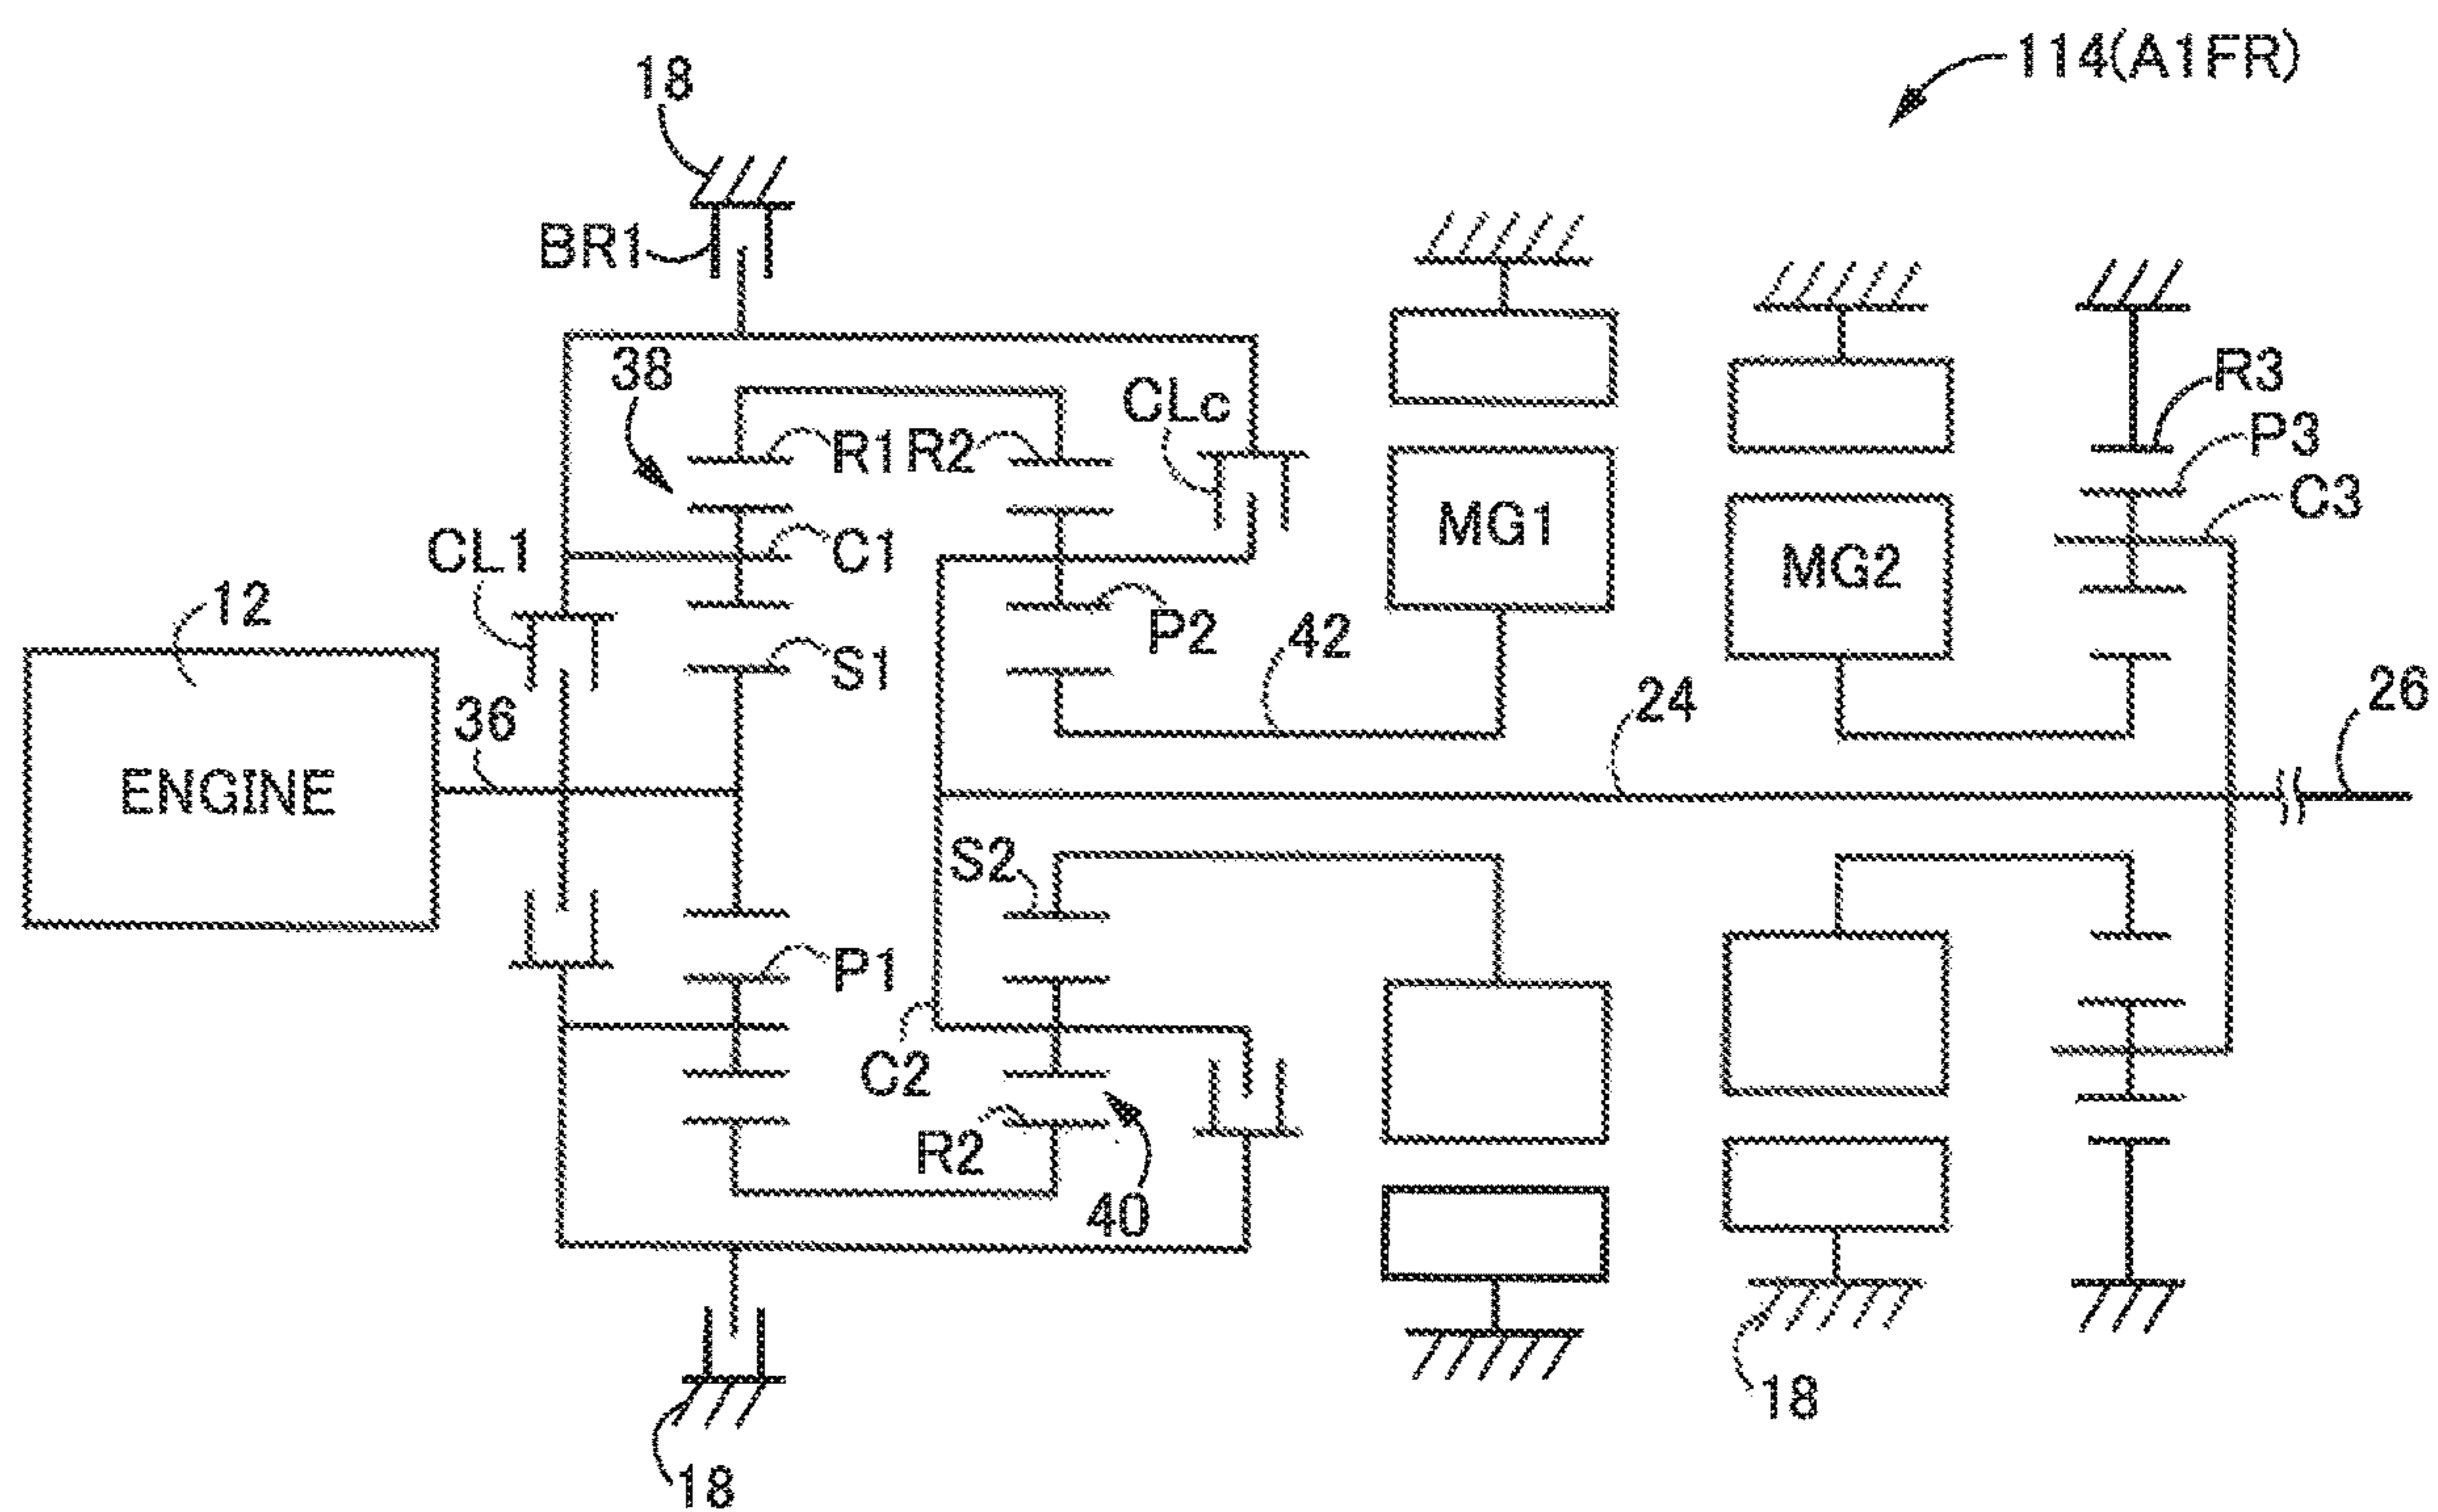 114(A1FR)
18
BR1
38
CLc
R3
R1 R2
P3
C3
CL1
C1
MG1
MG2
12
P2
42
S1
36
24
26
ENGINE
S2
P1
C2
R2
40
18
18